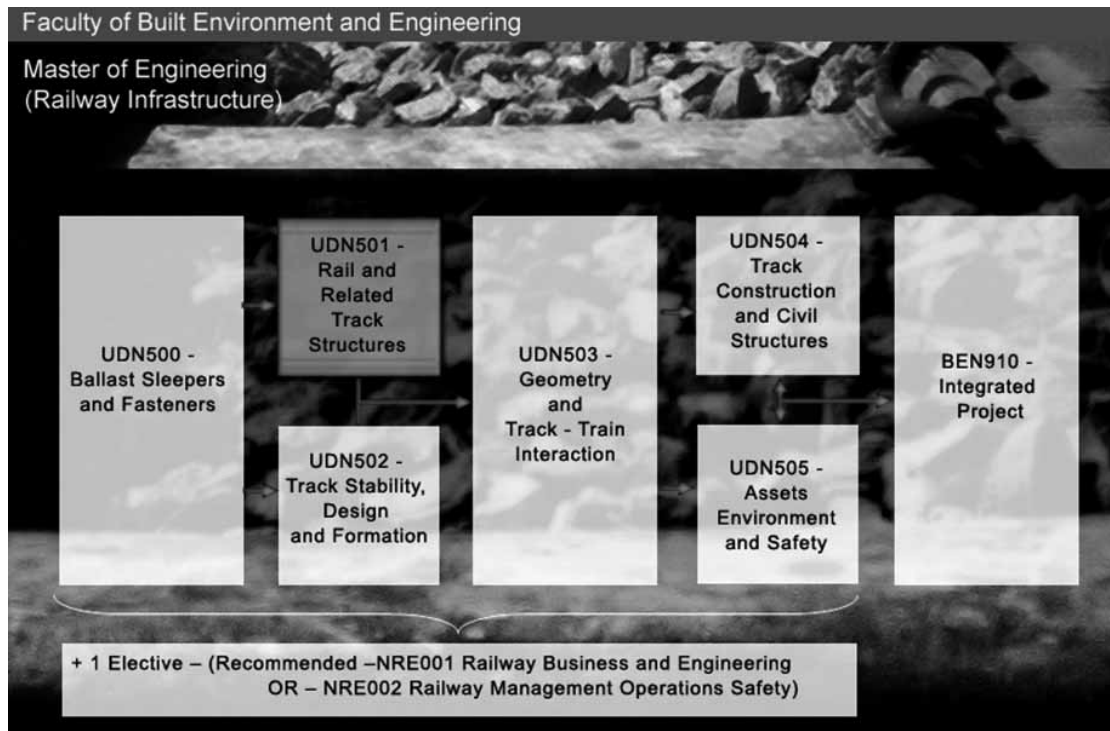 Faculty of Built Environment and Engineering
Master of Engineering
(Railway Infrastructure)
UDN500 -
Ballast Sleepers
and Fasteners
UDN501 -
Rail and
Related
Track
Structures
UDN502 -
Track Stability,
Design
and Formation
UDN503 -
Geometry
and
Track - Train
Interaction
UDN504 -
Track
Construction
and Civil
Structures
UDN505 -
Assets
Environment
and Safety
BEN910 -
Integrated
Project
+ 1 Elective – (Recommended –NRE001 Railway Business and Engineering
OR – NRE002 Railway Management Operations Safety)